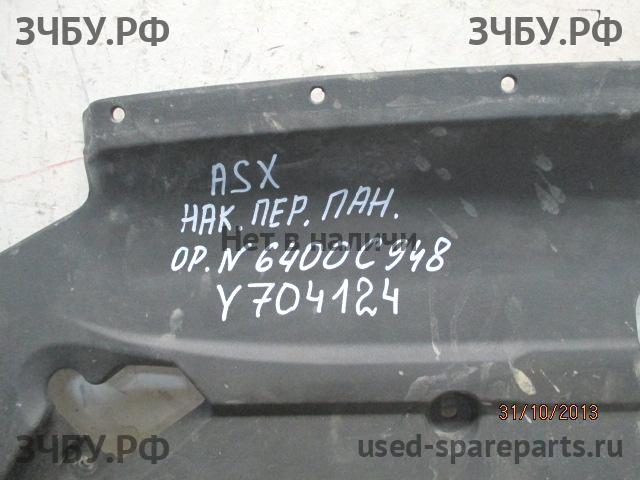 ЗЧБУ.РФ
ЗЧБУ.РФ
ASX
НАК. ПЕР. ПАН.
Нет в наличи
ОР. N 6400C948
Y704124
31/10/2013
ЗЧБУ.РФ
used-spareparts.ru